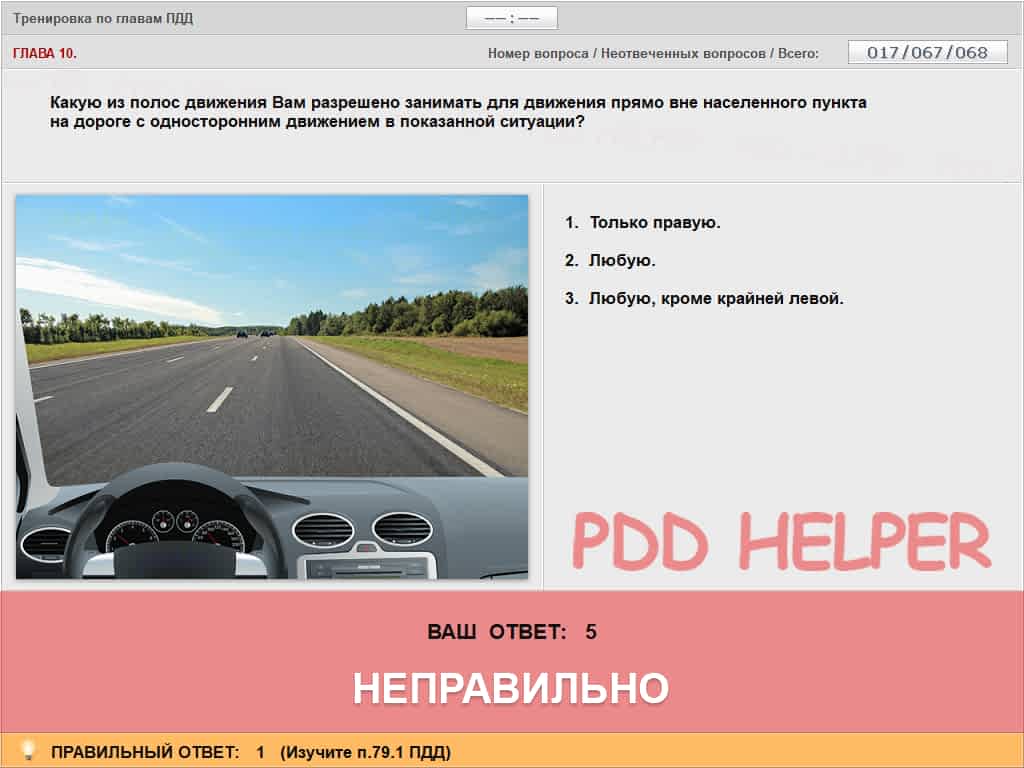 Тренировка по главам ПДД
–– : ––
ГЛАВА 10.
Номер вопроса / Неотвеченных вопросов / Всего:
017/067/068
Какую из полос движения Вам разрешено занимать для движения прямо вне населенного пункта
на дороге с односторонним движением в показанной ситуации?
1. Только правую.
2. Любую.
3. Любую, кроме крайней левой.
PDD HELPER
ВАШ ОТВЕТ: 5
НЕПРАВИЛЬНО
ПРАВИЛЬНЫЙ ОТВЕТ: 1 (Изучите п.79.1 ПДД)